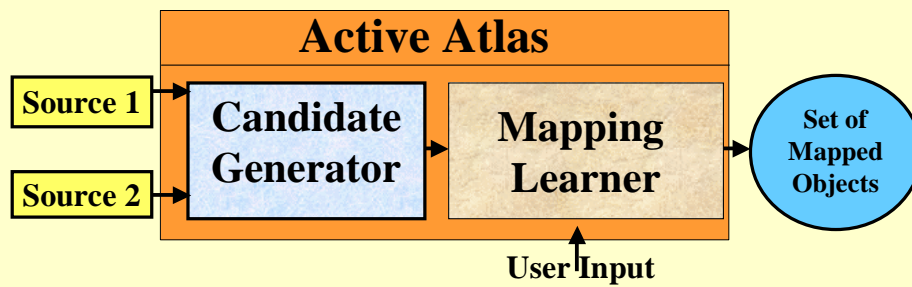 Active Atlas
Source 1
Source 2
Candidate
Generator
Mapping
Learner
Set of
Mapped
Objects
User Input